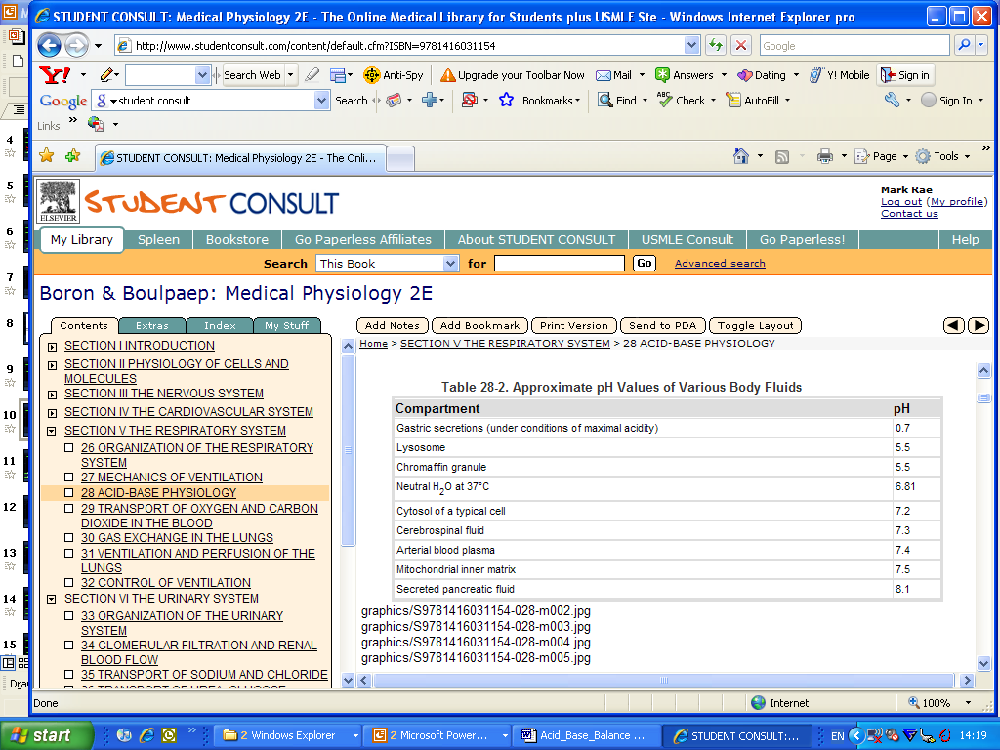 STUDENT CONSULT: Medical Physiology 2E - The Online Medical Library for Students plus USMLE Ste - Windows Internet Explorer pro
http://www.studentconsult.com/content/default.cfm?ISBN=9781416031154
Google
Y! Search Web Anti-Spy Upgrade your Toolbar Now Mail Answers Dating Y! Mobile Sign in
Google student consult Search Bookmarks Find Check AutoFill Sign In
Links
STUDENT CONSULT: Medical Physiology 2E - The Onli... Page Tools
ELSEVIER
STUDENT CONSULT
Mark Rae
Log out (My profile)
Contact us
My Library Spleen Bookstore Go Paperless Affiliates About STUDENT CONSULT USMLE Consult Go Paperless! Help
Search This Book for Go Advanced search
Boron & Boulpaep: Medical Physiology 2E
Contents Extras Index My Stuff
Add Notes Add Bookmark Print Version Send to PDA Toggle Layout
SECTION I INTRODUCTION
SECTION II PHYSIOLOGY OF CELLS AND
MOLECULES
SECTION III THE NERVOUS SYSTEM
SECTION IV THE CARDIOVASCULAR SYSTEM
SECTION V THE RESPIRATORY SYSTEM
26 ORGANIZATION OF THE RESPIRATORY
SYSTEM
27 MECHANICS OF VENTILATION
28 ACID-BASE PHYSIOLOGY
29 TRANSPORT OF OXYGEN AND CARBON
DIOXIDE IN THE BLOOD
30 GAS EXCHANGE IN THE LUNGS
31 VENTILATION AND PERFUSION OF THE
LUNGS
32 CONTROL OF VENTILATION
SECTION VI THE URINARY SYSTEM
33 ORGANIZATION OF THE URINARY
SYSTEM
34 GLOMERULAR FILTRATION AND RENAL
BLOOD FLOW
35 TRANSPORT OF SODIUM AND CHLORIDE
Home > SECTION V THE RESPIRATORY SYSTEM > 28 ACID-BASE PHYSIOLOGY
Table 28-2. Approximate pH Values of Various Body Fluids
Compartment pH
Gastric secretions (under conditions of maximal acidity) 0.7
Lysosome 5.5
Chromaffin granule 5.5
Neutral H2O at 37°C 6.81
Cytosol of a typical cell 7.2
Cerebrospinal fluid 7.3
Arterial blood plasma 7.4
Mitochondrial inner matrix 7.5
Secreted pancreatic fluid 8.1
graphics/S9781416031154-028-m002.jpg
graphics/S9781416031154-028-m003.jpg
graphics/S9781416031154-028-m004.jpg
graphics/S9781416031154-028-m005.jpg
4
5
6
7
8
9
10
11
12
13
14
15
Done Internet 100%
start 2 Windows Explorer 2 Microsoft Power... Acid_Base_Balance ... STUDENT CONSULT:... EN 14:19